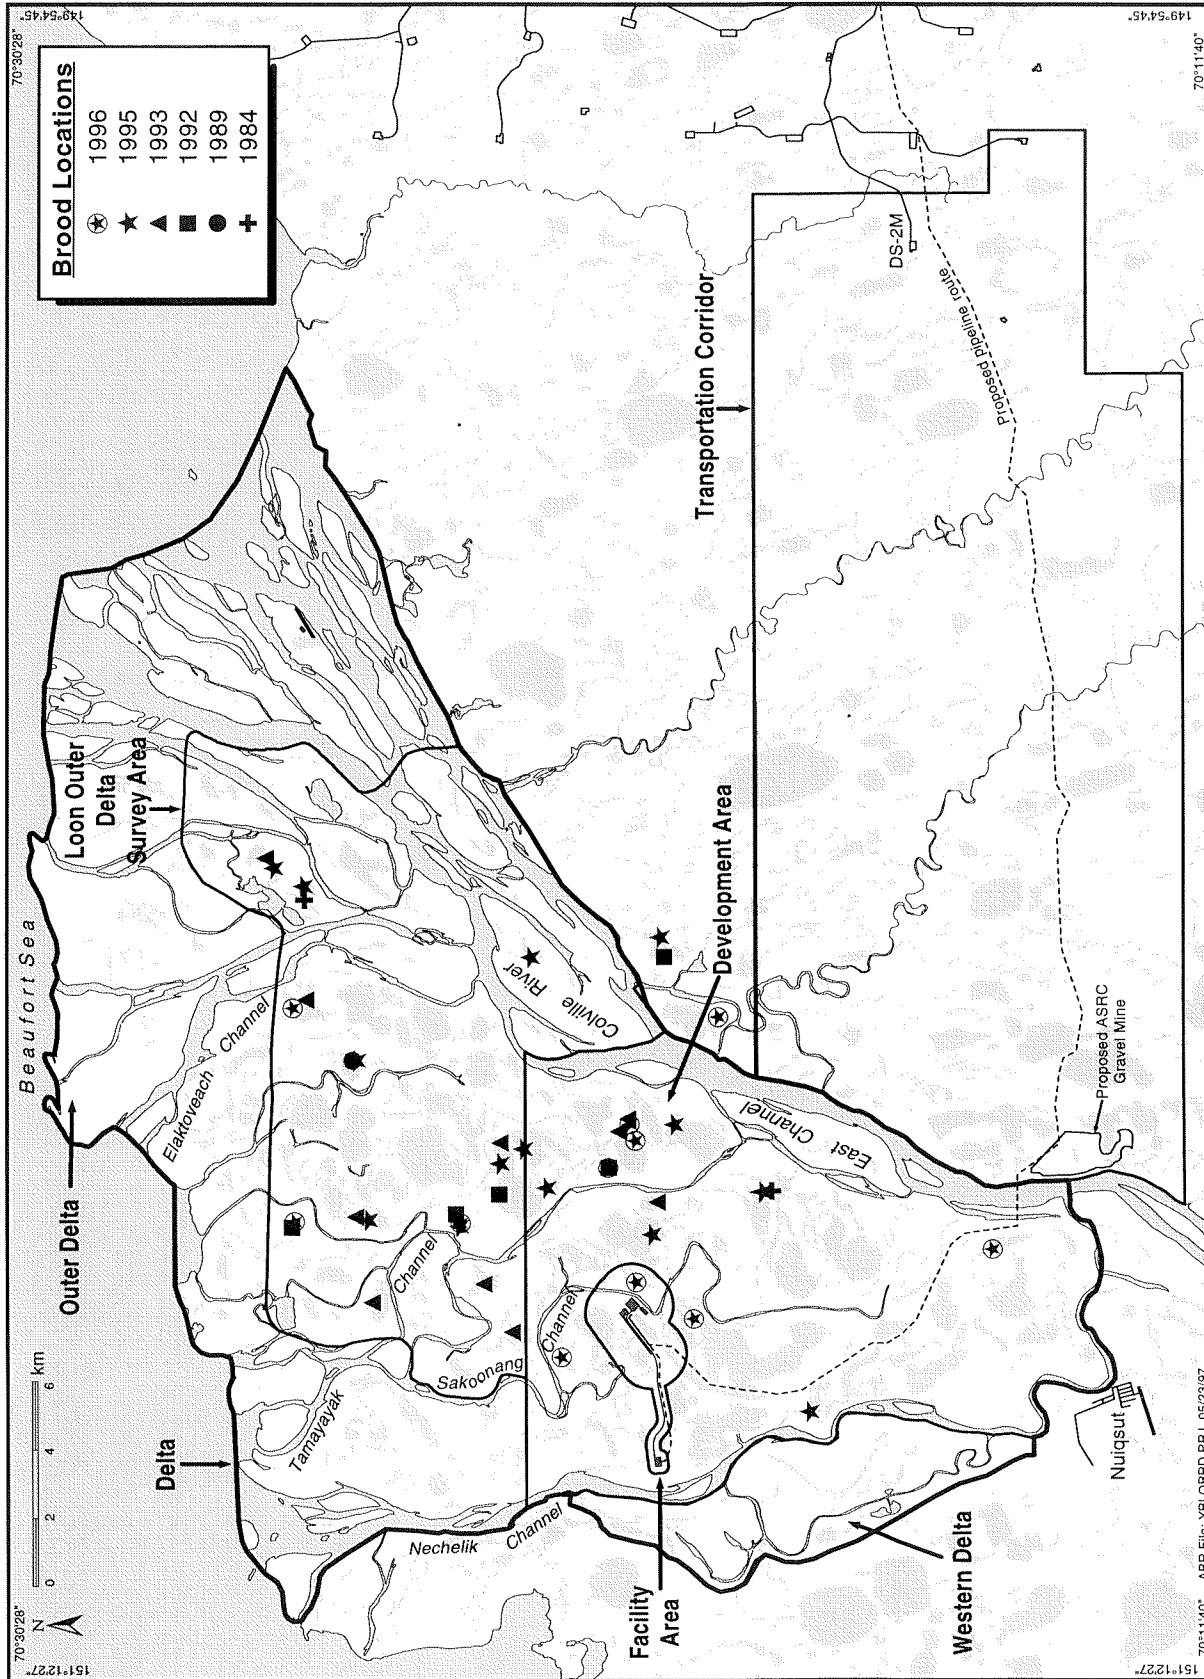 70°30'28"
151°12'27"
N
0 2 4 6
km
Beaufort Sea
70°30'28"
149°54'45"
Brood Locations
1996
1995
1993
1992
1989
1984
Outer Delta
Delta
Loon Outer
Delta
Survey Area
Elaktoveach Channel
Tamayayak
Channel
Sakoonang
Channel
Nechelik
Channel
Colville
River
East
Channel
Development Area
Transportation Corridor
Facility
Area
Western Delta
DS-2M
Proposed pipeline route
Proposed ASRC
Gravel Mine
Nuiqsut
151°12'27"
70°11'40"
149°54'45"
70°11'40"